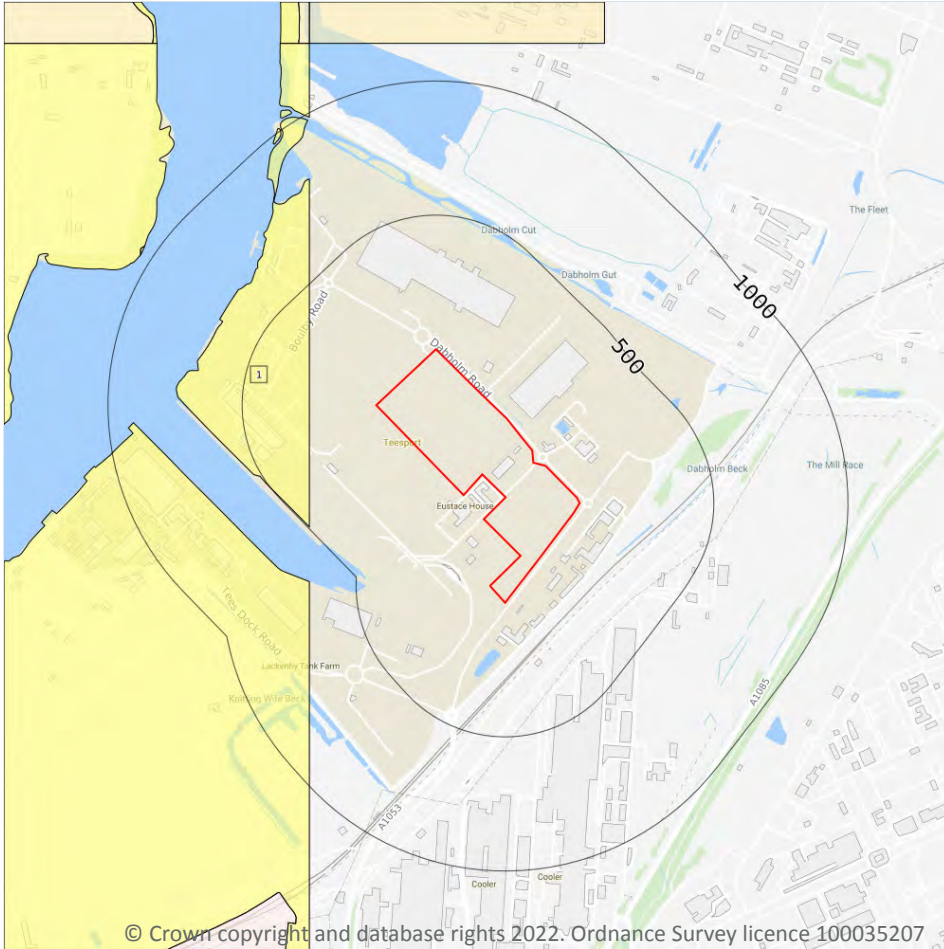 The Fleet
Dabholm Cut
Dabholm Gut
1000
Boulby Road
500
Dabholm Road
1
Teesport
Dabholm Beck
The Mill Race
Eustace House
Tees Dock Road
Lackenby Tank Farm
Knitting Wife Beck
A1085
A1053
Cooler
Cooler
© Crown copyright and database rights 2022. Ordnance Survey licence 100035207